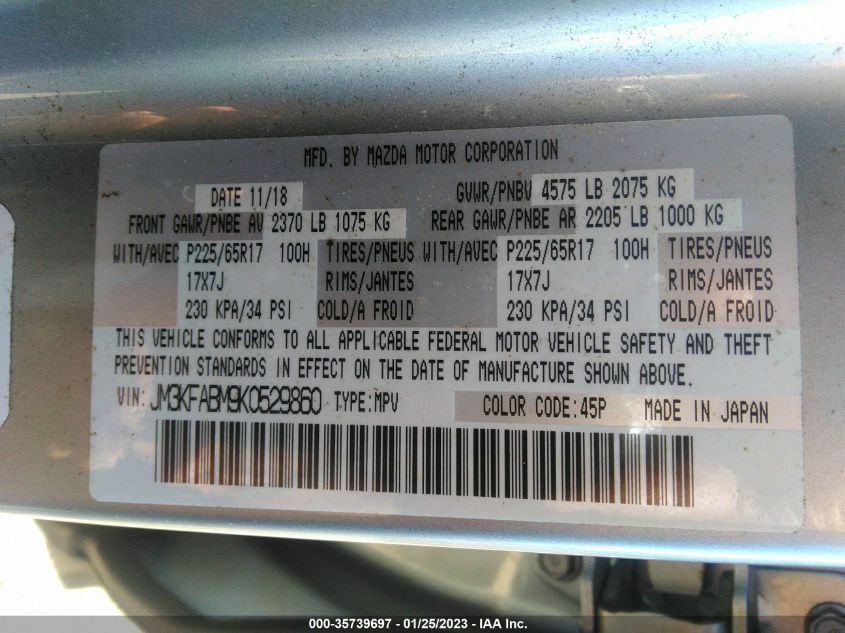 MFD. BY MAZDA MOTOR CORPORATION
DATE 11/18 GVWR/PNBV 4575 LB 2075 KG
FRONT GAWR/PNBE AV 2370 LB 1075 KG REAR GAWR/PNBE AR 2205 LB 1000 KG
WITH/AVEC P225/65R17 100H TIRES/PNEUS WITH/AVEC P225/65R17 100H TIRES/PNEUS
17X7J RIMS/JANTES 17X7J RIMS/JANTES
230 KPA/34 PSI COLD/A FROID 230 KPA/34 PSI COLD/A FROID
THIS VEHICLE CONFORMS TO ALL APPLICABLE FEDERAL MOTOR VEHICLE SAFETY AND THEFT
PREVENTION STANDARDS IN EFFECT ON THE DATE OF MANUFACTURE SHOWN ABOVE.
VIN: JM3KFABM9K0529860 TYPE:MPV COLOR CODE:45P MADE IN JAPAN
000-35739697 - 01/25/2023 - IAA Inc.